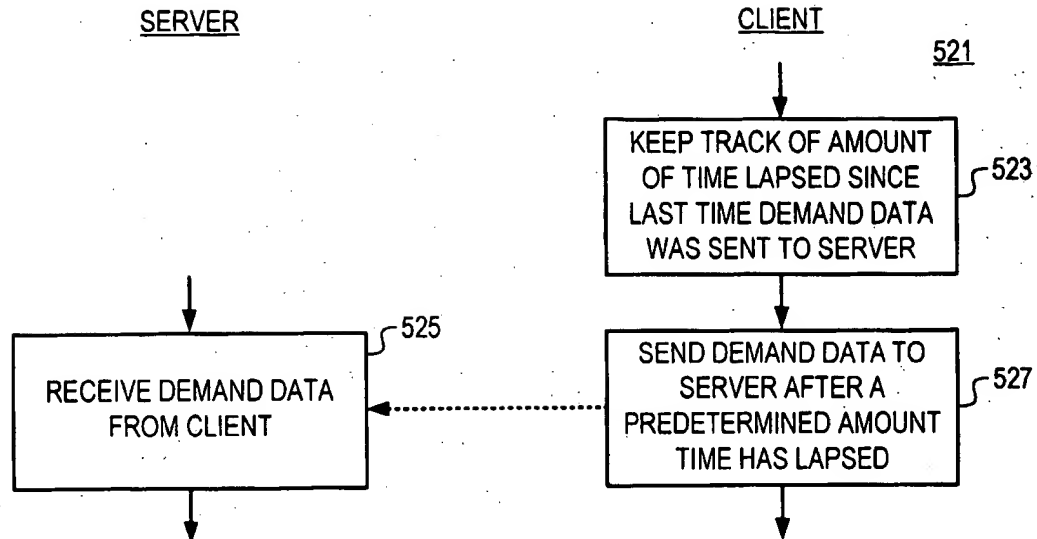 SERVER
CLIENT
521
KEEP TRACK OF AMOUNT
OF TIME LAPSED SINCE
LAST TIME DEMAND DATA
WAS SENT TO SERVER
523
RECEIVE DEMAND DATA
FROM CLIENT
525
SEND DEMAND DATA TO
SERVER AFTER A
PREDETERMINED AMOUNT
TIME HAS LAPSED
527